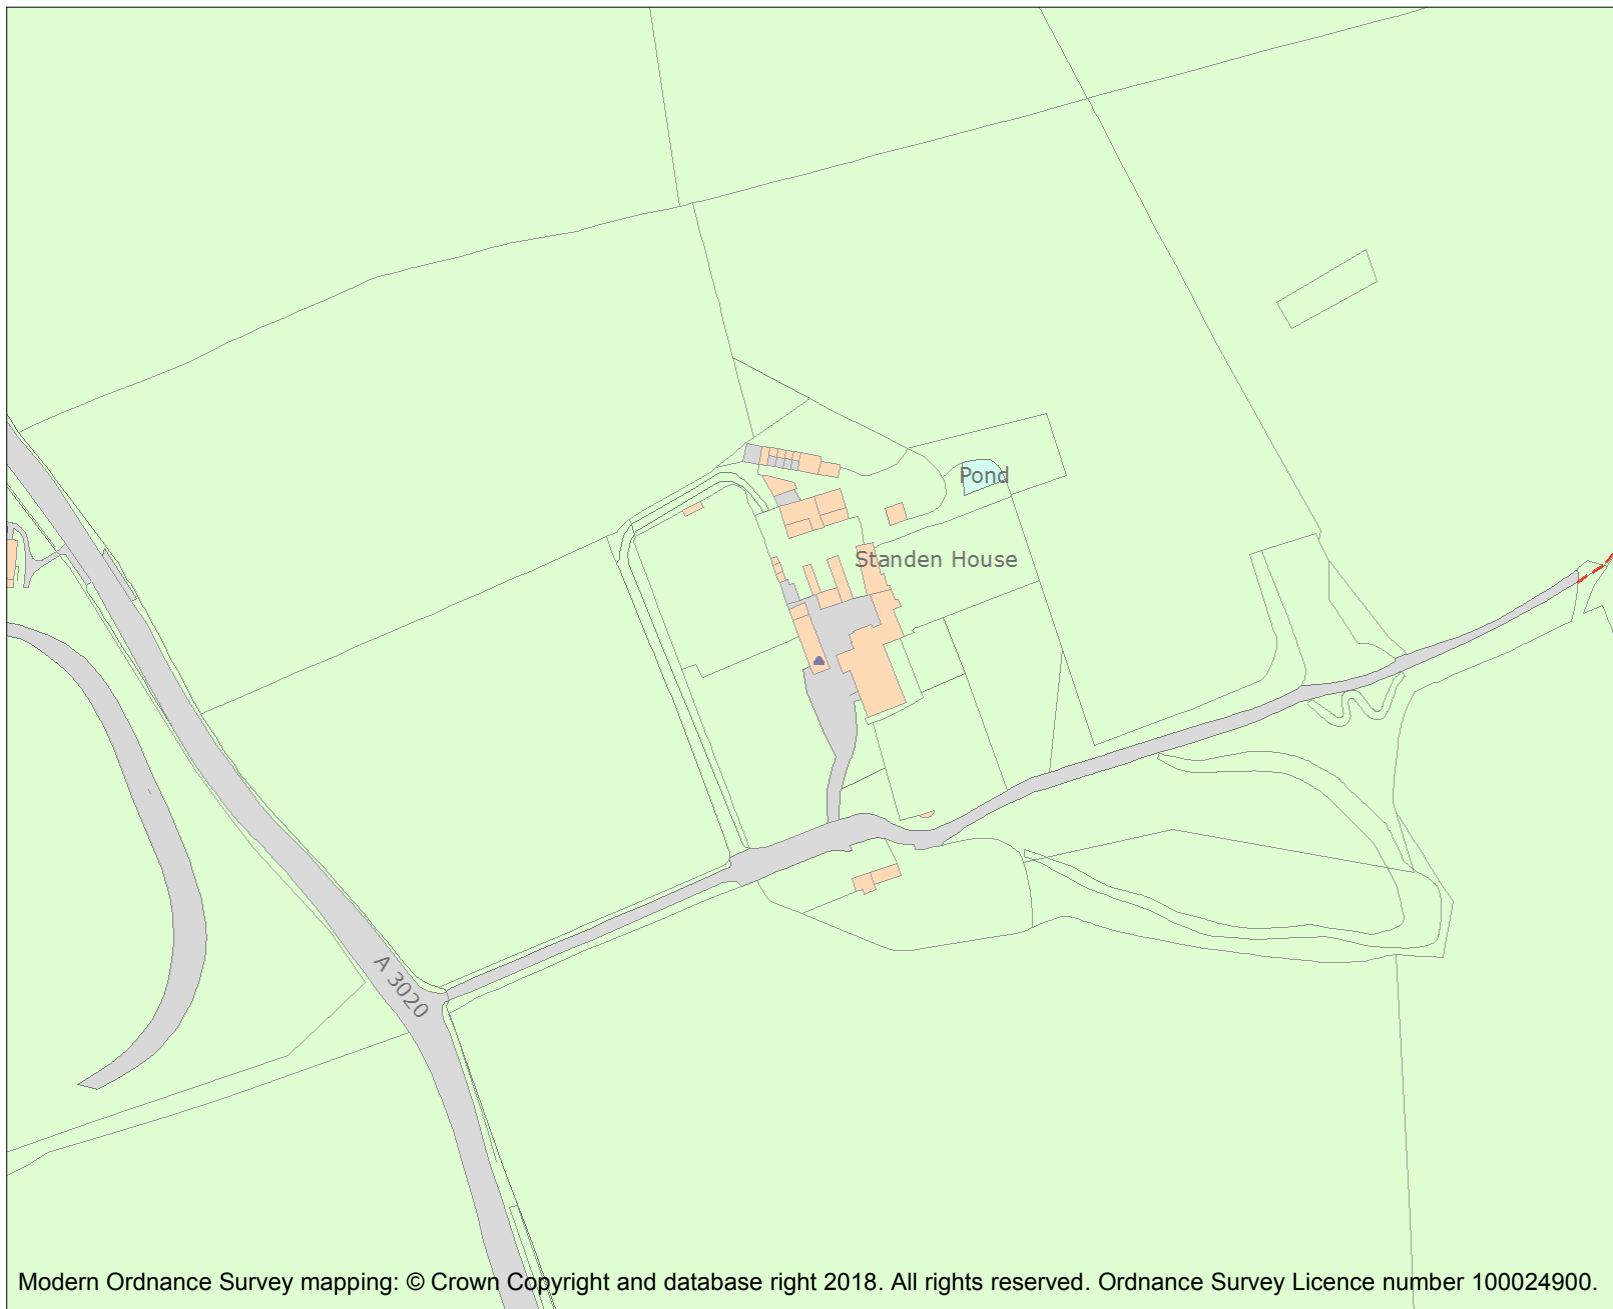 Pond
Standen House
A 3020
Modern Ordnance Survey mapping: © Crown Copyright and database right 2018. All rights reserved. Ordnance Survey Licence number 100024900.